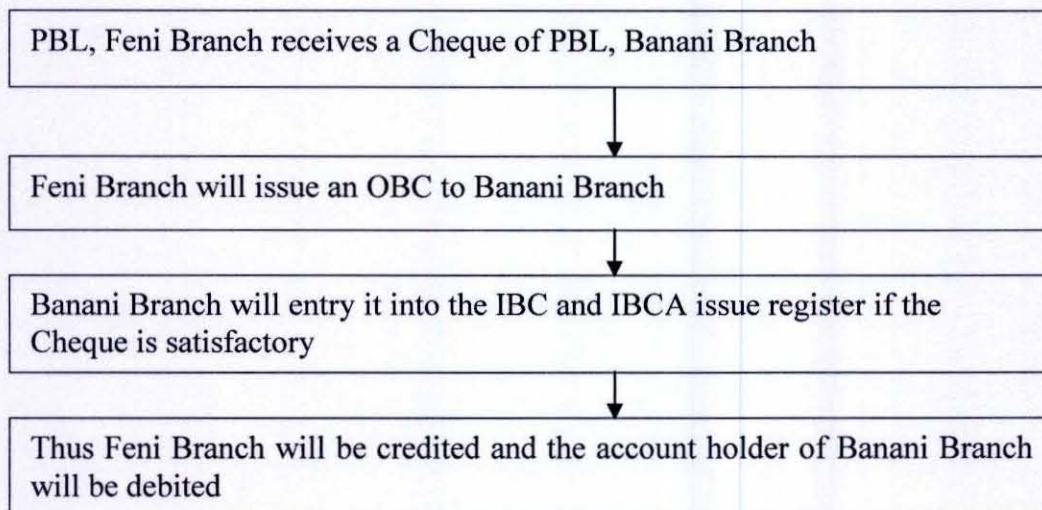 PBL, Feni Branch receives a Cheque of PBL, Banani Branch
Feni Branch will issue an OBC to Banani Branch
Banani Branch will entry it into the IBC and IBCA issue register if the
Cheque is satisfactory
Thus Feni Branch will be credited and the account holder of Banani Branch
will be debited